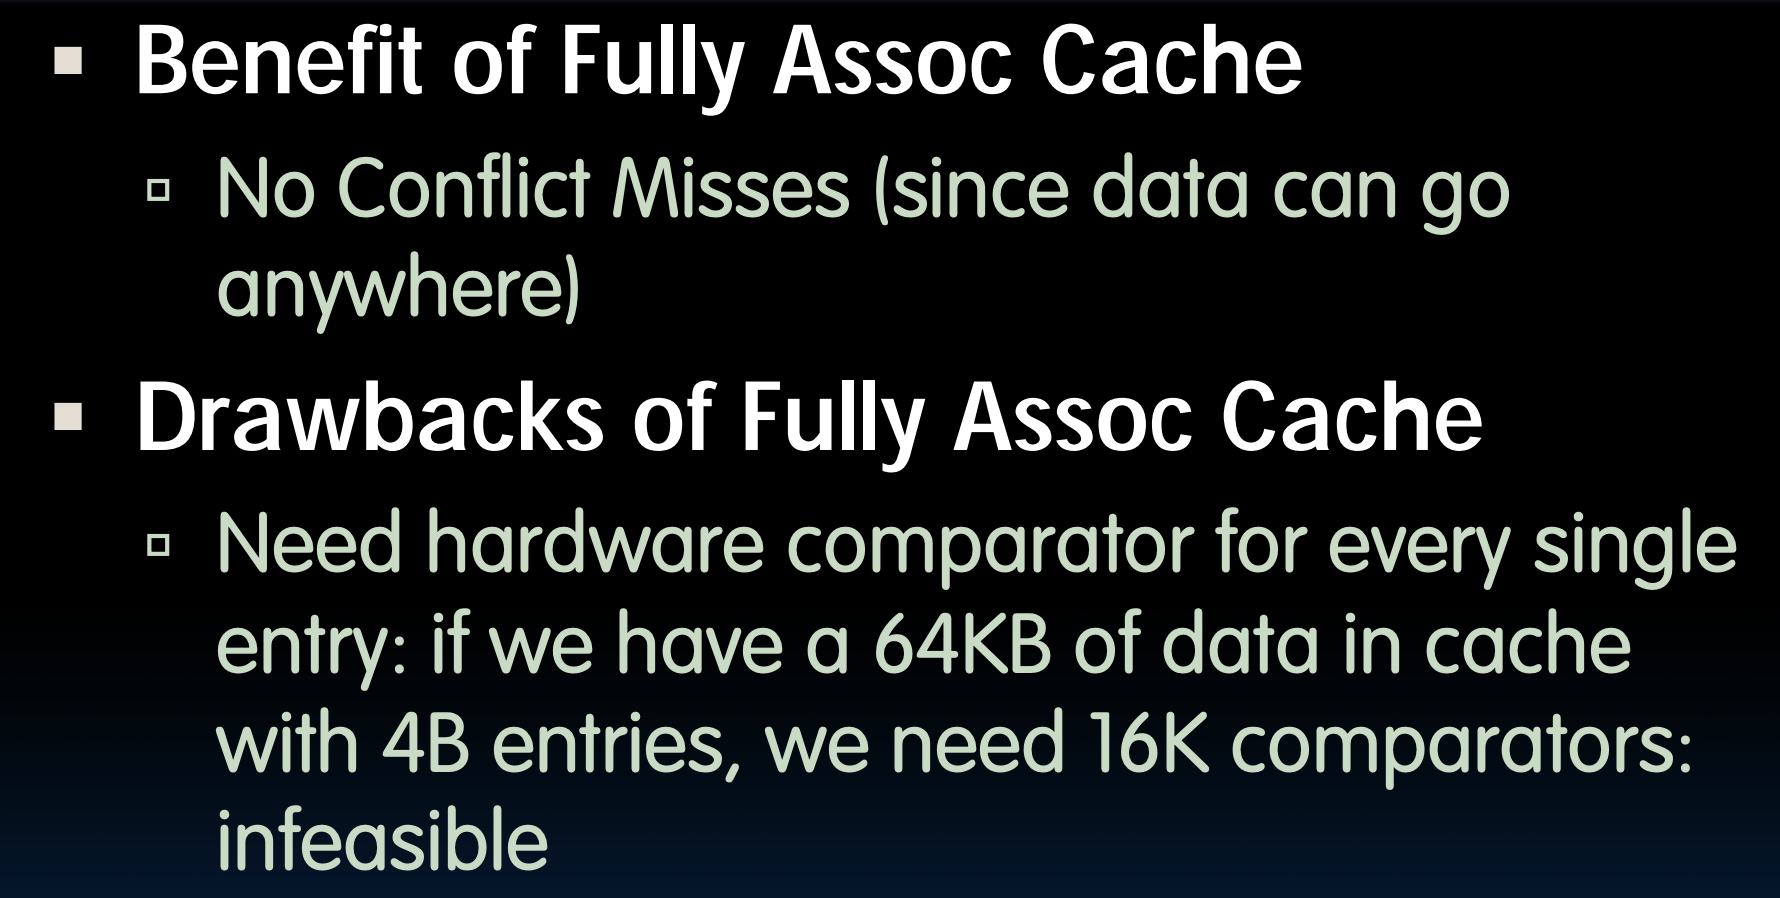 Benefit of Fully Assoc Cache
No Conflict Misses (since data can go
anywhere)
Drawbacks of Fully Assoc Cache
Need hardware comparator for every single
entry: if we have a 64KB of data in cache
with 4B entries, we need 16K comparators:
infeasible